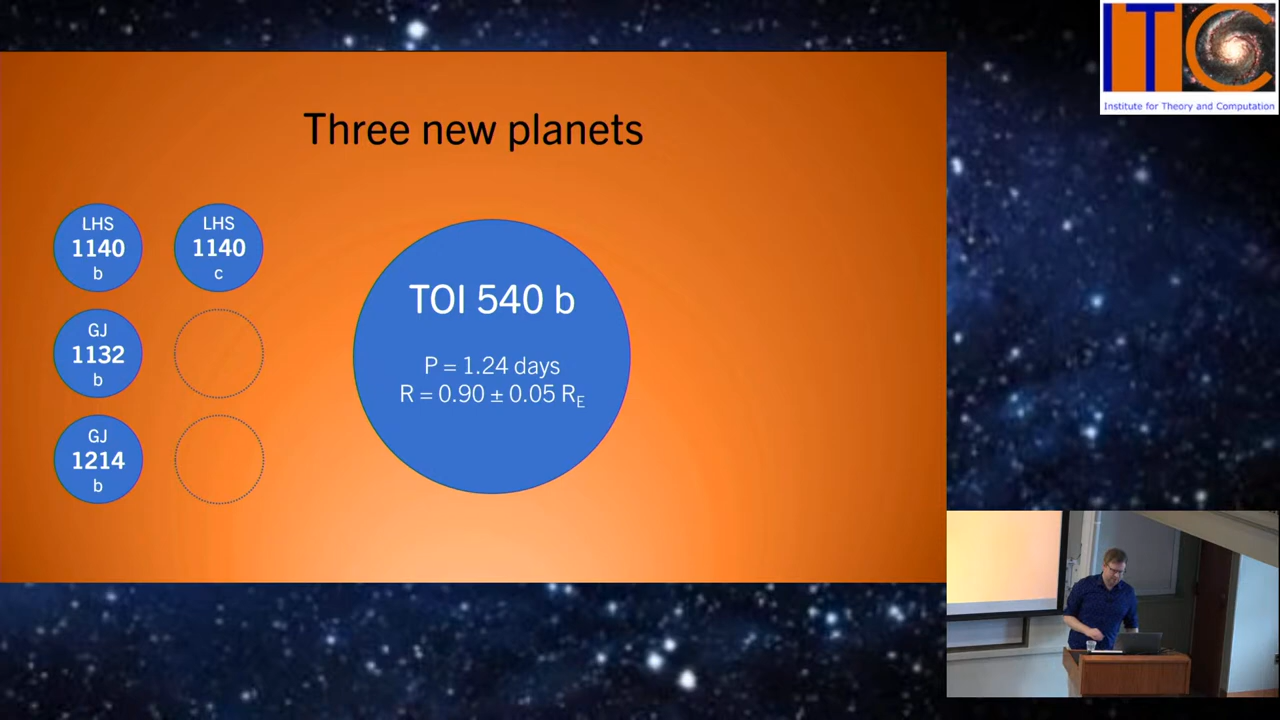 ITC
Institute for Theory and Computation
Three new planets
LHS
1140
b
LHS
1140
c
GJ
1132
b
GJ
1214
b
TOI 540 b
P = 1.24 days
R = 0.90 ± 0.05 R_E